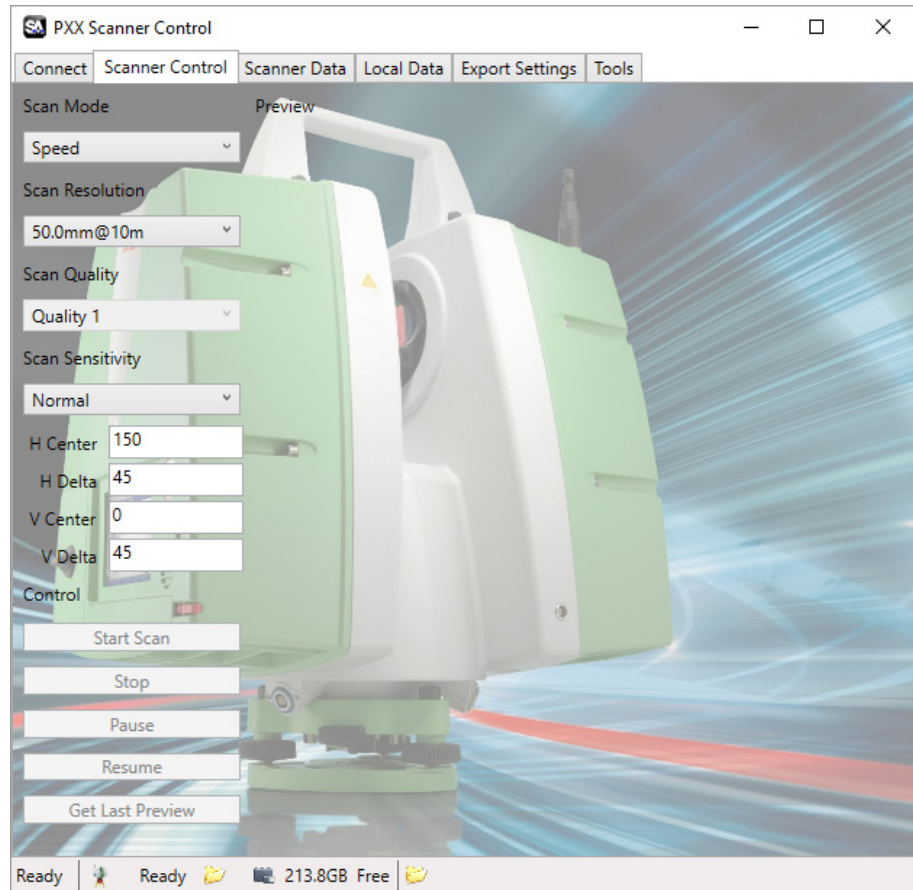 SA PXX Scanner Control
Connect Scanner Control Scanner Data Local Data Export Settings Tools
Scan Mode
Preview
Speed
Scan Resolution
50.0mm@10m
Scan Quality
Quality 1
Scan Sensitivity
Normal
H Center 150
H Delta 45
V Center 0
V Delta 45
Control
Start Scan
Stop
Pause
Resume
Get Last Preview
Ready Ready 213.8GB Free